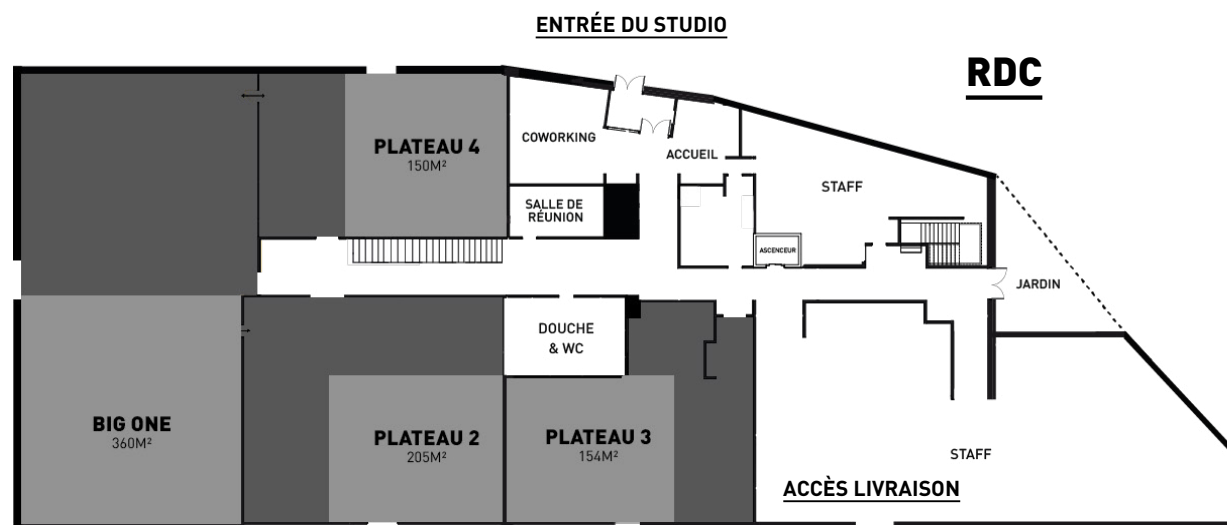 ENTRÉE DU STUDIO
RDC
PLATEAU 4
150M²
COWORKING
ACCUEIL
STAFF
SALLE DE
RÉUNION
ASCENCEUR
JARDIN
DOUCHE
& WC
BIG ONE
360M²
PLATEAU 2
205M²
PLATEAU 3
154M²
STAFF
ACCÈS LIVRAISON